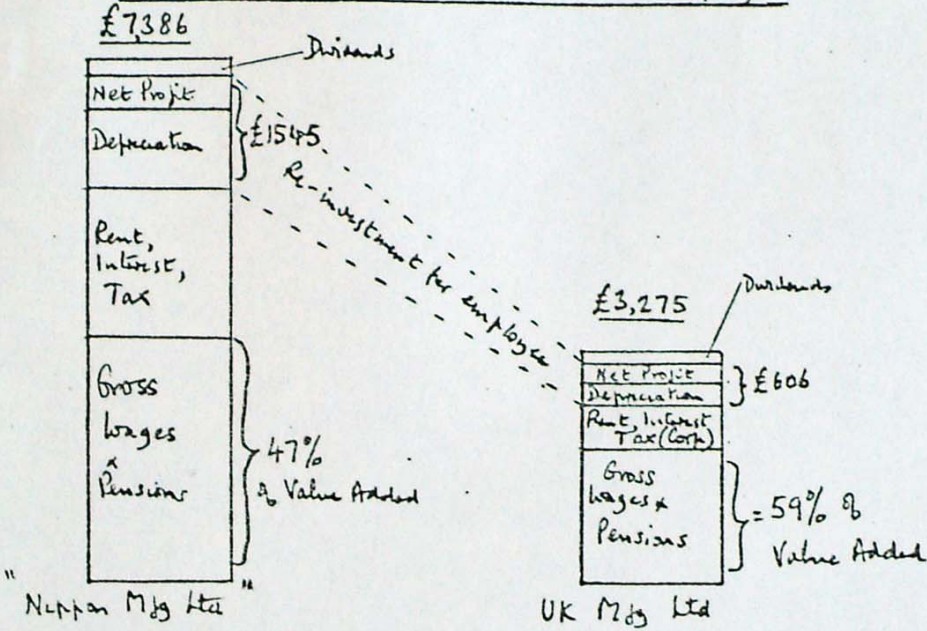 £7,386
Dividends
Net Profit
Depreciation
£1545
Re-investment per employee
Rent,
Interest,
Tax
Gross
Wages
&
Pensions
47%
of Value Added
"Nippon Mfg Ltd"
£3,275
Dividends
Net Profit
Depreciation
£606
Rent, Interest
Tax (Corp)
Gross
Wages &
Pensions
= 59% of
Value Added
UK Mfg Ltd